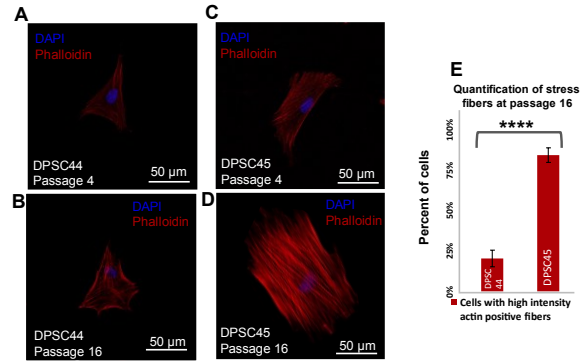 A
DAPI
Phalloidin
DPSC44
Passage 4
50 µm
B
DAPI
Phalloidin
DPSC44
Passage 16
50 µm
C
DAPI
Phalloidin
DPSC45
Passage 4
50 µm
D
DAPI
Phalloidin
DPSC45
Passage 16
50 µm
E
Quantification of stress
fibers at passage 16
****
Percent of cells
100%
75%
50%
25%
0%
DPSC
44
DPSC45
Cells with high intensity
actin positive fibers